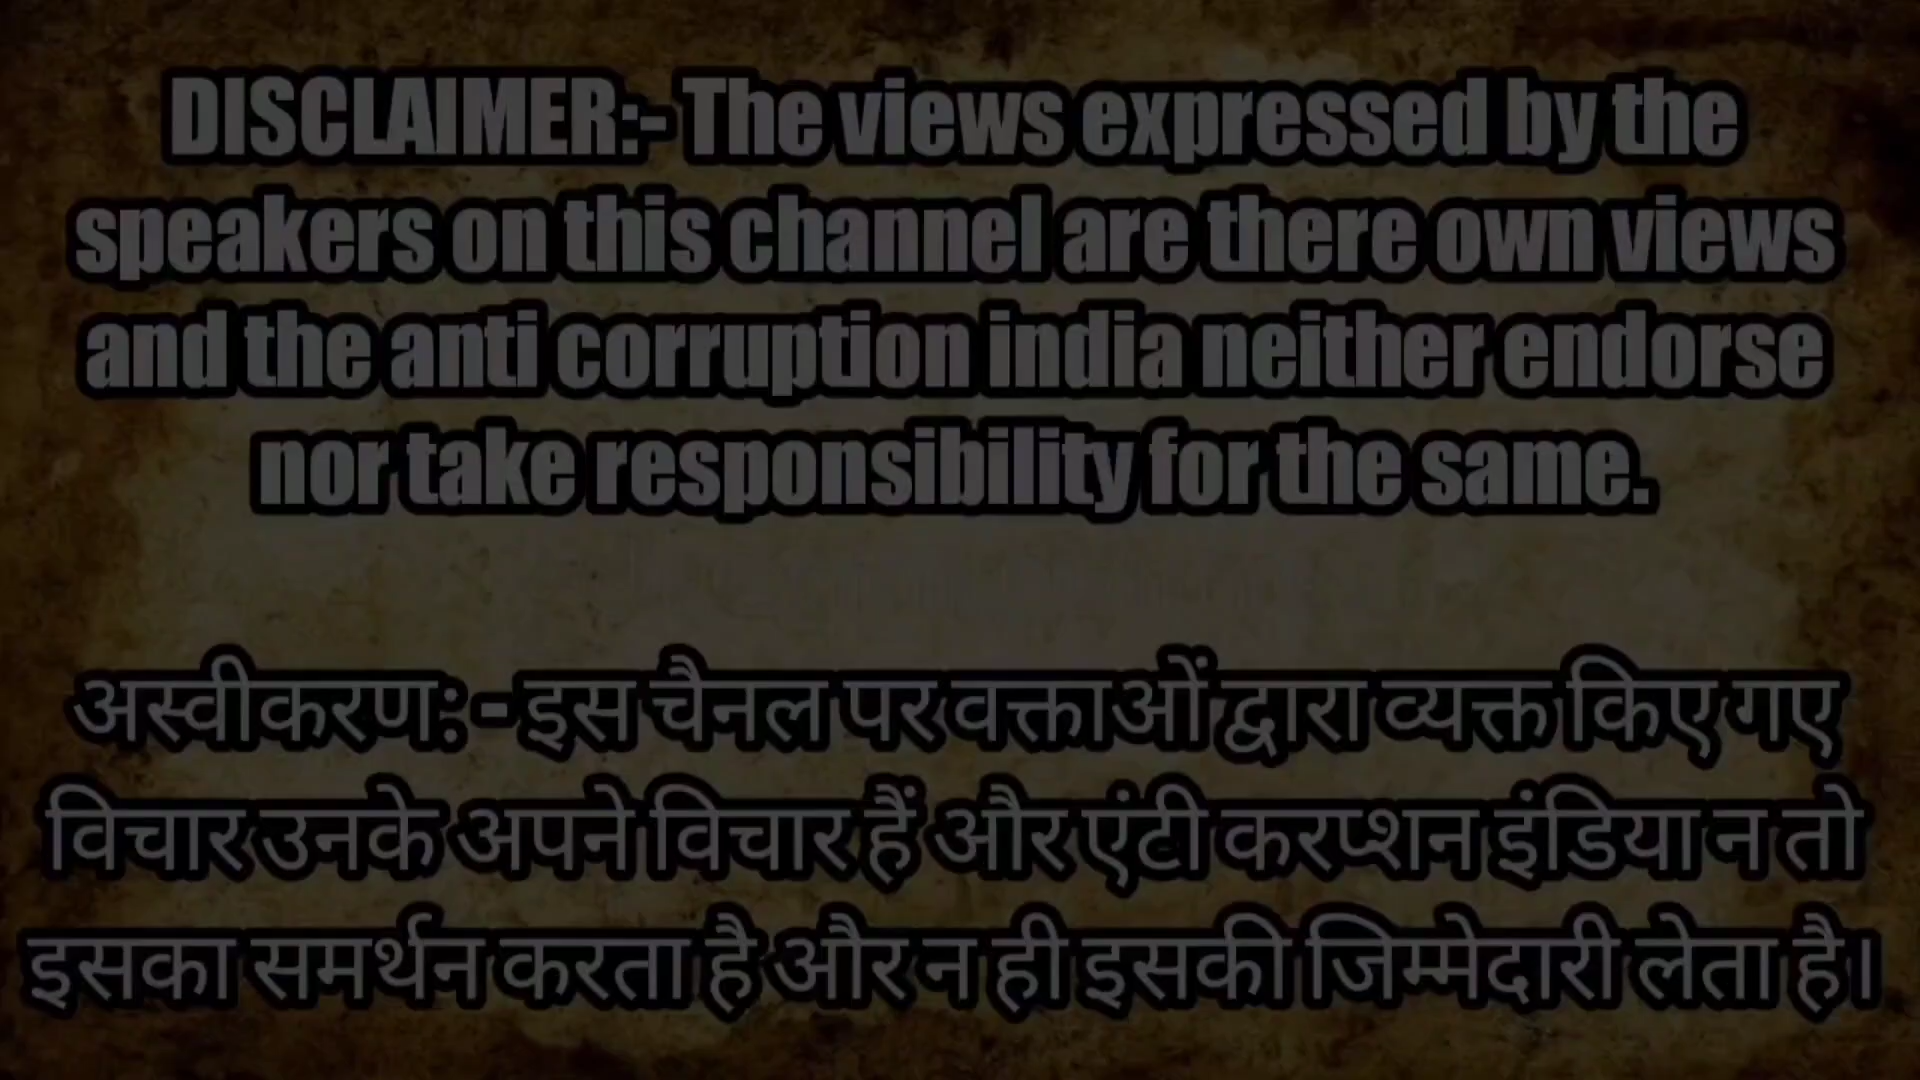 DISCLAIMER:- The views expressed by the
speakers on this channel are there own views
and the anti corruption india neither endorse
nor take responsibility for the same.
अस्वीकरण: - इस चैनल पर वक्ताओं द्वारा व्यक्त किए गए
विचार उनके अपने विचार हैं और एंटी करप्शन इंडिया न तो
इसका समर्थन करता है और न ही इसकी जिम्मेदारी लेता है।